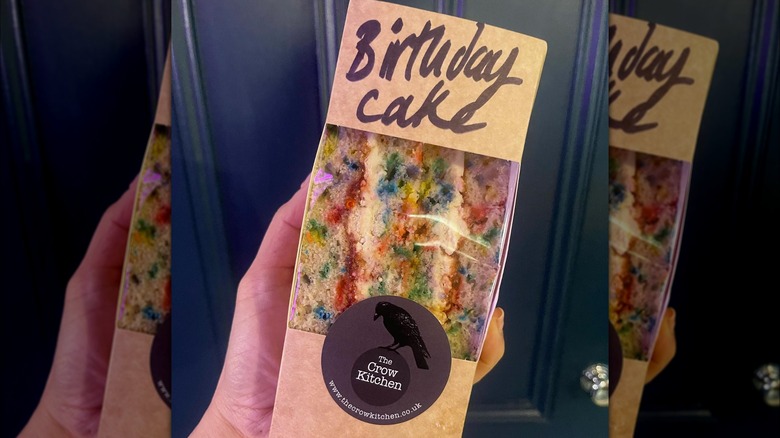 Birthday
cake
The
Crow
Kitchen
www.thecrowkitchen.co.uk